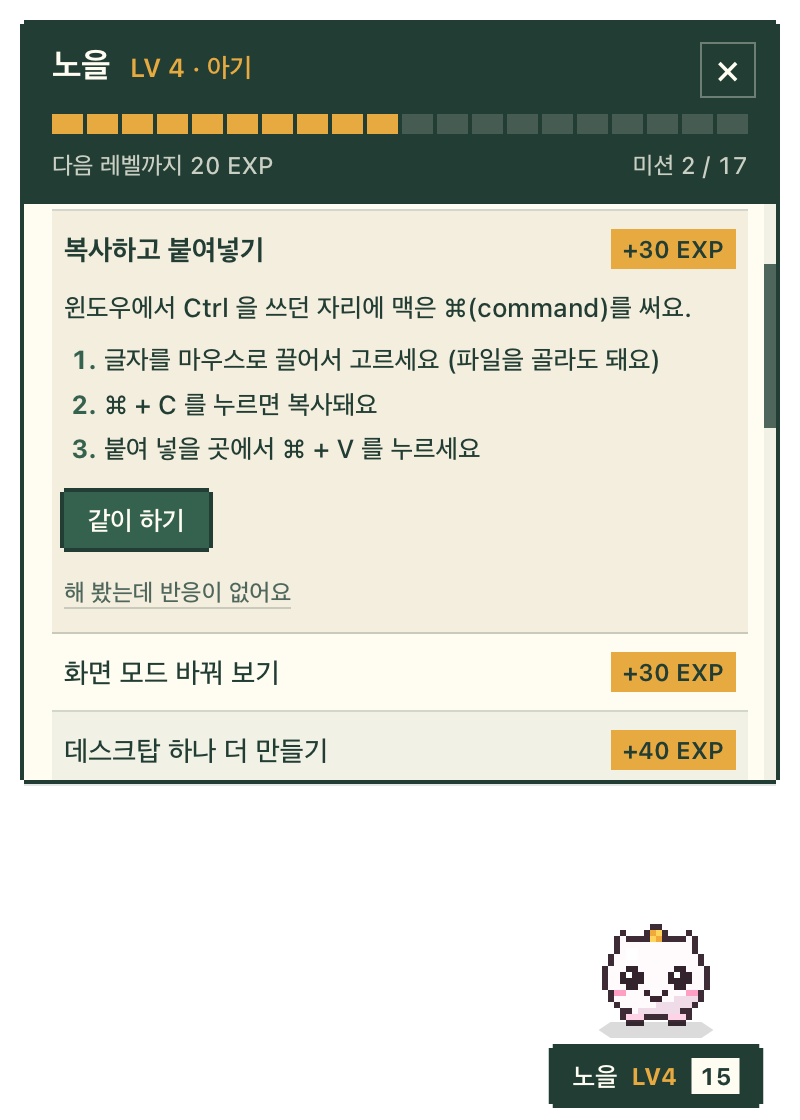 노을 LV 4 · 아기
다음 레벨까지 20 EXP 미션 2 / 17
복사하고 붙여넣기 +30 EXP
윈도우에서 Ctrl 을 쓰던 자리에 맥은 ⌘(command)를 써요.
1. 글자를 마우스로 끌어서 고르세요 (파일을 골라도 돼요)
2. ⌘ + C 를 누르면 복사돼요
3. 붙여 넣을 곳에서 ⌘ + V 를 누르세요
같이 하기
해 봤는데 반응이 없어요
화면 모드 바꿔 보기 +30 EXP
데스크탑 하나 더 만들기 +40 EXP
노을 LV4 15